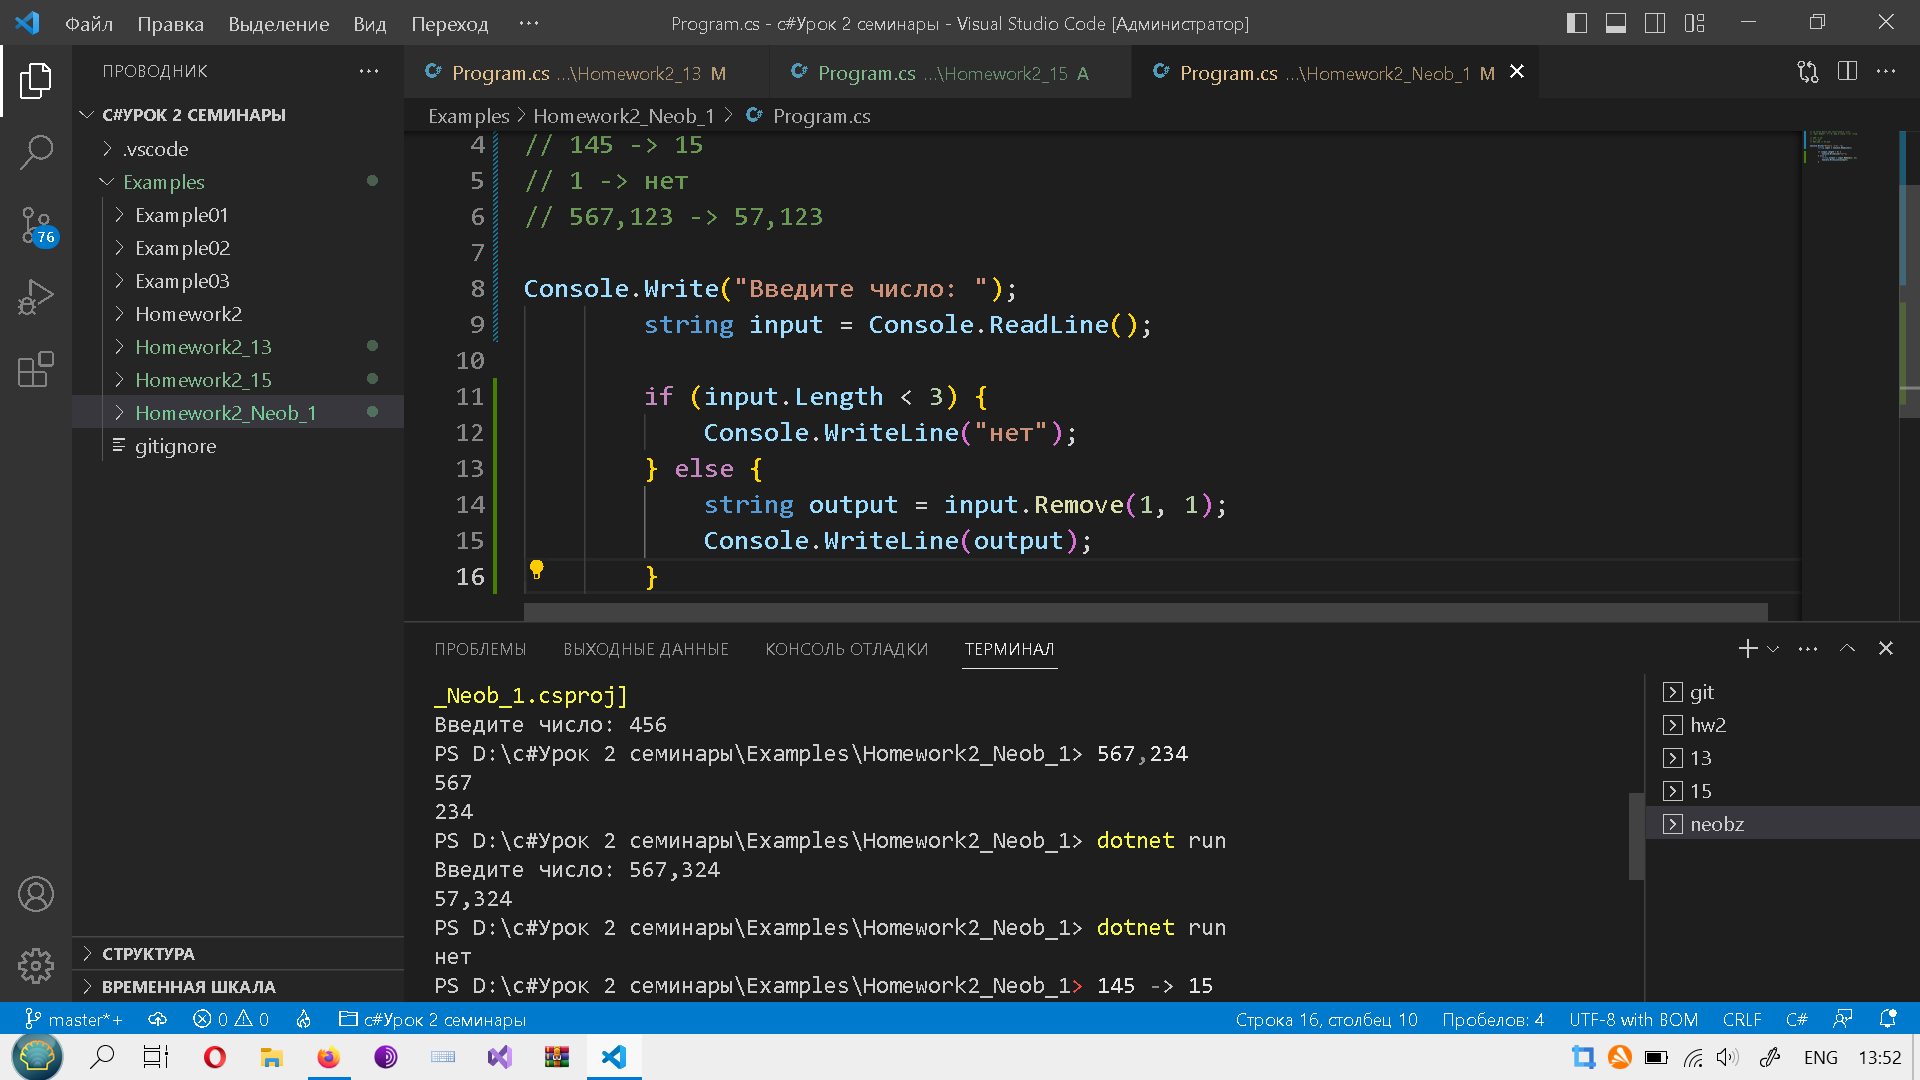 Файл Правка Выделение Вид Переход ··· Program.cs - c#Урок 2 семинары - Visual Studio Code [Администратор]
ПРОВОДНИК
Program.cs ...\Homework2_13 M
Program.cs ...\Homework2_15 A
Program.cs ...\Homework2_Neob_1 M
C#УРОК 2 СЕМИНАРЫ
.vscode
Examples
Example01
Example02
Example03
Homework2
Homework2_13
Homework2_15
Homework2_Neob_1
gitignore
76
СТРУКТУРА
ВРЕМЕННАЯ ШКАЛА
Examples > Homework2_Neob_1 > Program.cs
4 // 145 -> 15
5 // 1 -> нет
6 // 567,123 -> 57,123
7
8 Console.Write("Введите число: ");
9 string input = Console.ReadLine();
10
11 if (input.Length < 3) {
12 Console.WriteLine("нет");
13 } else {
14 string output = input.Remove(1, 1);
15 Console.WriteLine(output);
16 }
ПРОБЛЕМЫ ВЫХОДНЫЕ ДАННЫЕ КОНСОЛЬ ОТЛАДКИ ТЕРМИНАЛ
_Neob_1.csproj]
Введите число: 456
PS D:\c#Урок 2 семинары\Examples\Homework2_Neob_1> 567,234
567
234
PS D:\c#Урок 2 семинары\Examples\Homework2_Neob_1> dotnet run
Введите число: 567,324
57,324
PS D:\c#Урок 2 семинары\Examples\Homework2_Neob_1> dotnet run
нет
PS D:\c#Урок 2 семинары\Examples\Homework2_Neob_1> 145 -> 15
git
hw2
13
15
neobz
master*+ 0 0 c#Урок 2 семинары Строка 16, столбец 10 Пробелов: 4 UTF-8 with BOM CRLF C#
ENG 13:52